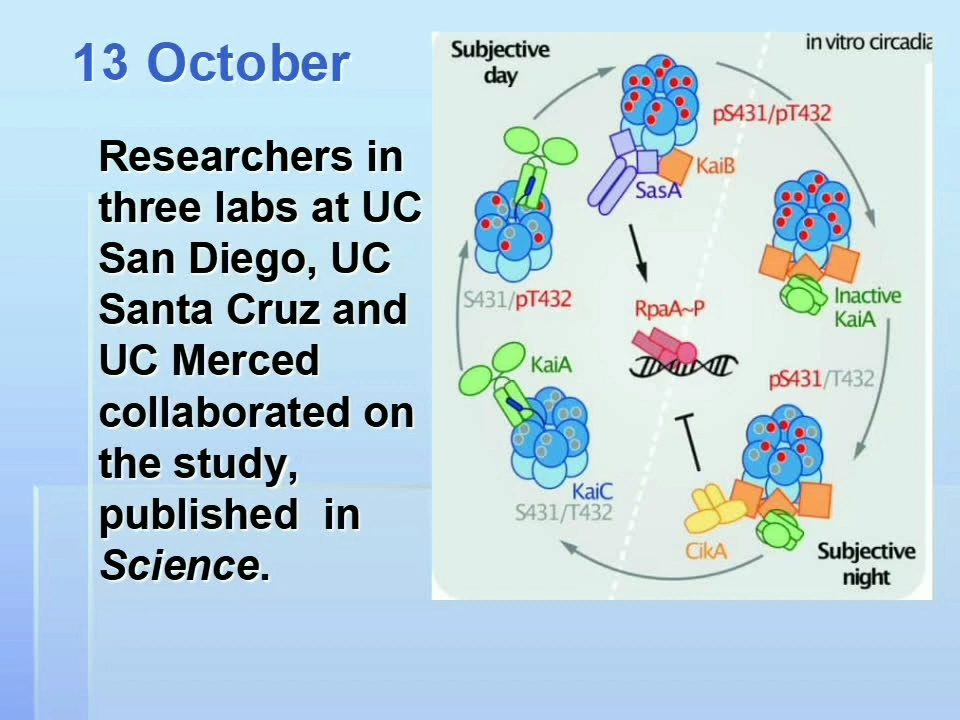 13 October
Researchers in
three labs at UC
San Diego, UC
Santa Cruz and
UC Merced
collaborated on
the study,
published in
Science.
Subjective
day
in vitro circadia
pS431/pT432
KaiB
SasA
S431/pT432
RpaA~P
Inactive
KaiA
KaiA
pS431/T432
KaiC
S431/T432
CikA
Subjective
night